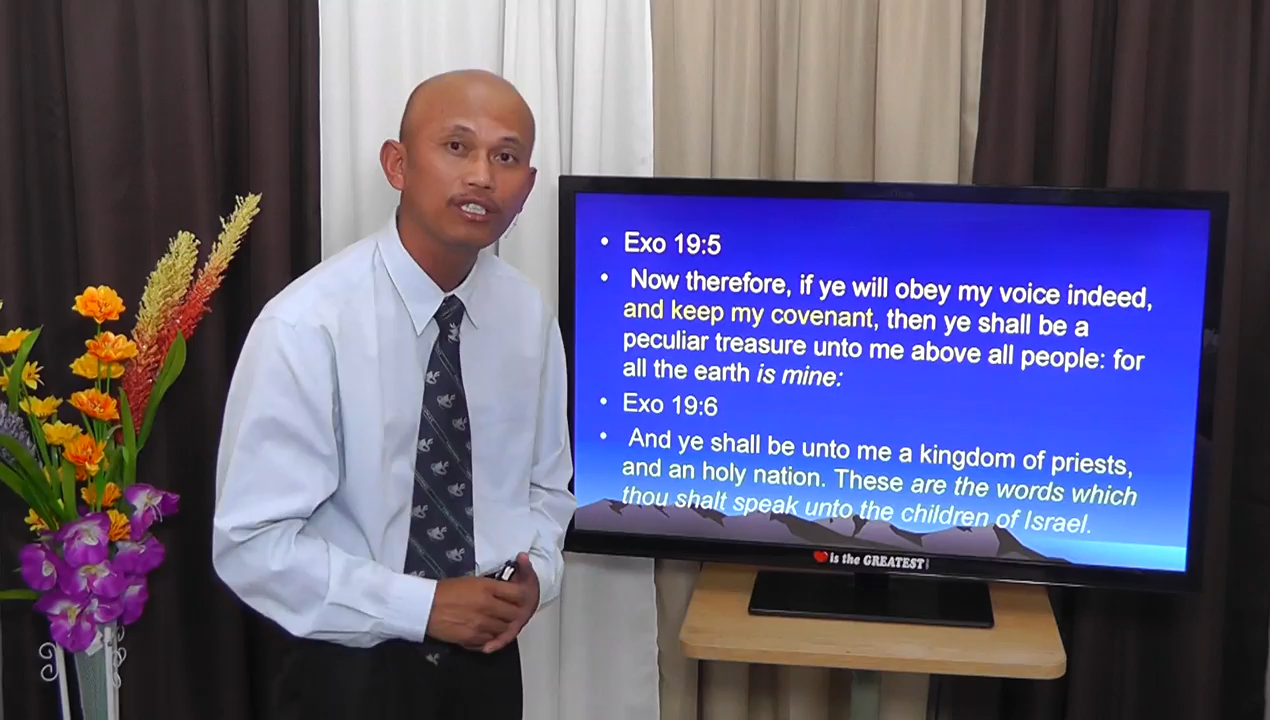 • Exo 19:5
• Now therefore, if ye will obey my voice indeed,
and keep my covenant, then ye shall be a
peculiar treasure unto me above all people: for
all the earth is mine:
• Exo 19:6
• And ye shall be unto me a kingdom of priests,
and an holy nation. These are the words which
thou shalt speak unto the children of Israel.
is the GREATEST!